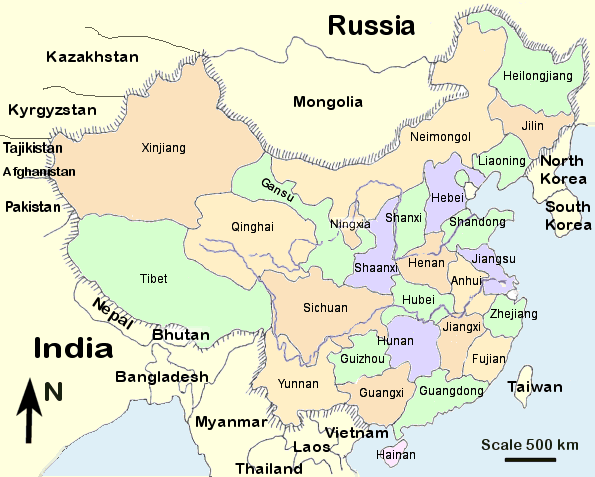 Russia
Kazakhstan
Heilongjiang
Mongolia
Kyrgyzstan
Jilin
Neimongol
Tajikistan
Xinjiang
Liaoning
North
Korea
Afghanistan
Gansu
Hebei
Pakistan
Shanxi
Shandong
South
Korea
Qinghai
Ningxia
Jiangsu
Shaanxi
Henan
Tibet
Anhui
Sichuan
Hubei
Zhejiang
Nepal
Jiangxi
Bhutan
Hunan
India
Guizhou
Fujian
Bangladesh
Yunnan
Guangxi
Guangdong
Taiwan
N
Myanmar
Vietnam
Laos
Scale 500 km
Hainan
Thailand